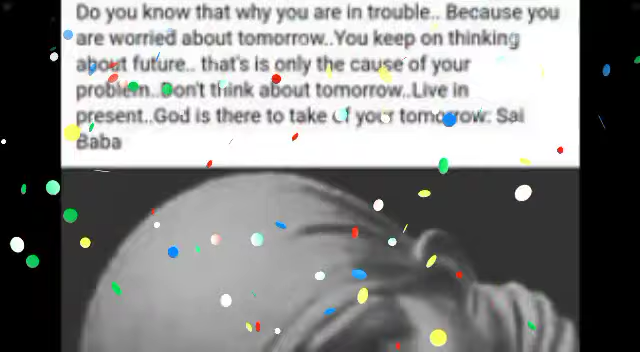 Do you know that why you are in trouble.. Because you
are worried about tomorrow..You keep on thinking
about future.. that's is only the cause of your
problem..Don't think about tomorrow..Live in
present..God is there to take of your tomorrow: Sai
Baba